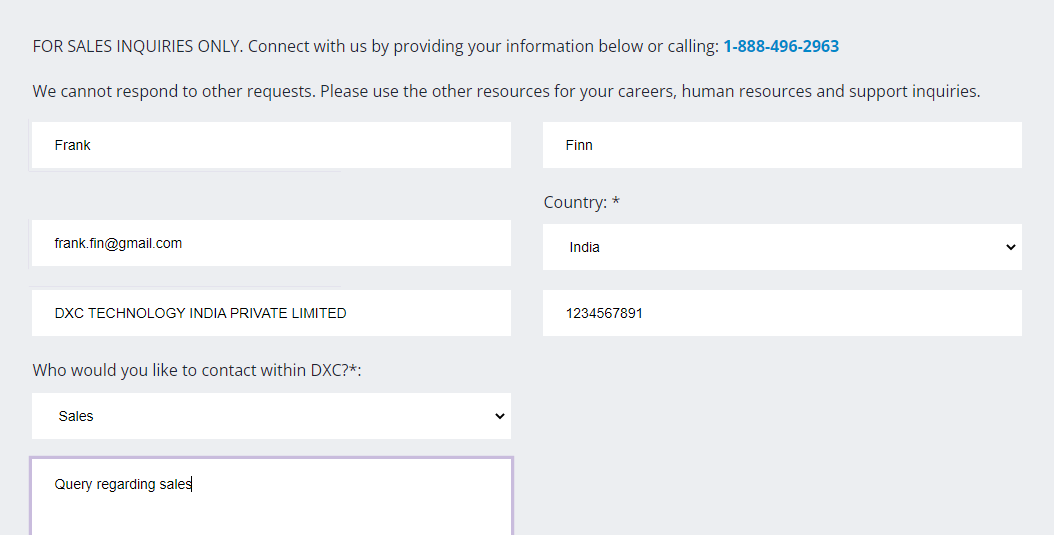 FOR SALES INQUIRIES ONLY. Connect with us by providing your information below or calling: 1-888-496-2963
We cannot respond to other requests. Please use the other resources for your careers, human resources and support inquiries.
Frank
Finn
Country: *
frank.fin@gmail.com
India
DXC TECHNOLOGY INDIA PRIVATE LIMITED
1234567891
Who would you like to contact within DXC?*:
Sales
Query regarding sales